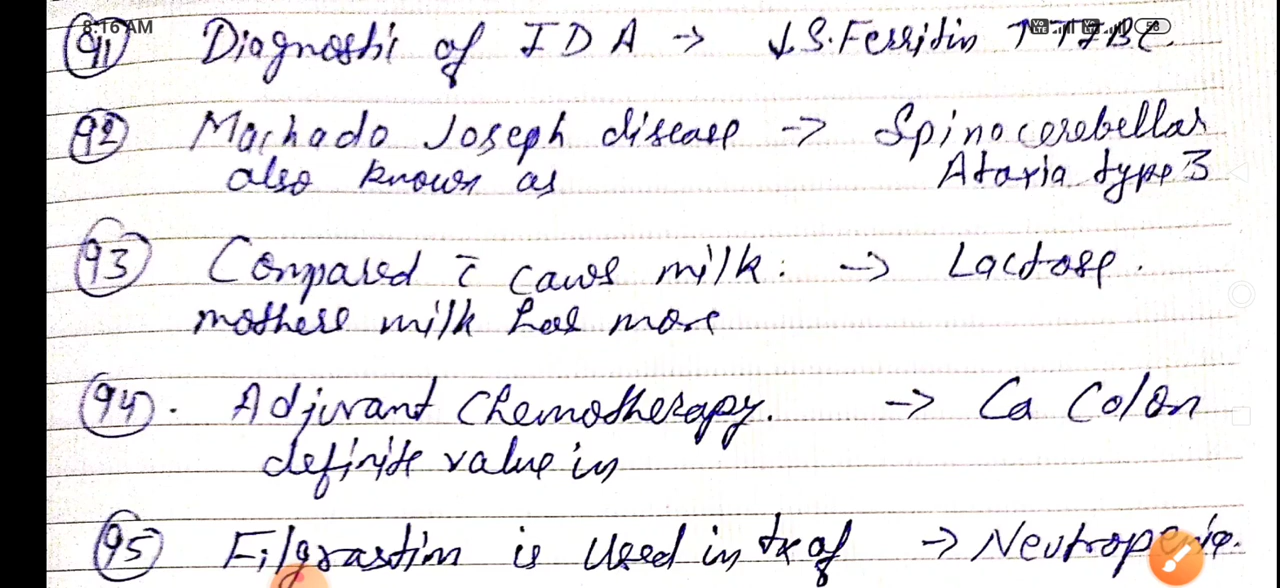 8:16 AM
58
91 Diagnostic of IDA → ↓S.Ferritin ↑TIBC.
92 Machado Joseph disease → Spinocerebellar
also known as Ataxia type 3
93 Compared c̄ cows milk: → Lactose.
mothers milk has more
94. Adjuvant Chemotherapy. → Ca Colon
definite value in
95 Filgrastim is used in tx of → Neutropenia.